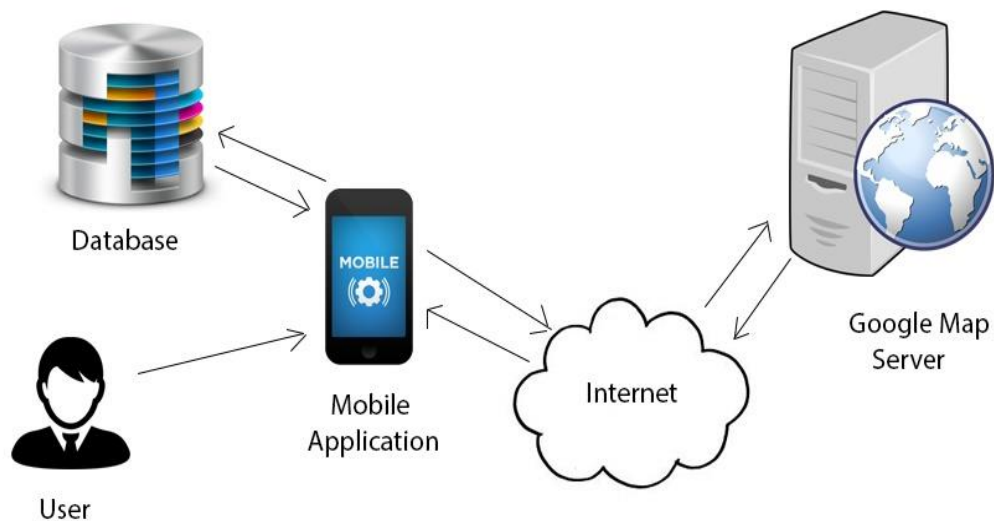 Database
MOBILE
Google Map
Server
Internet
Mobile
Application
User